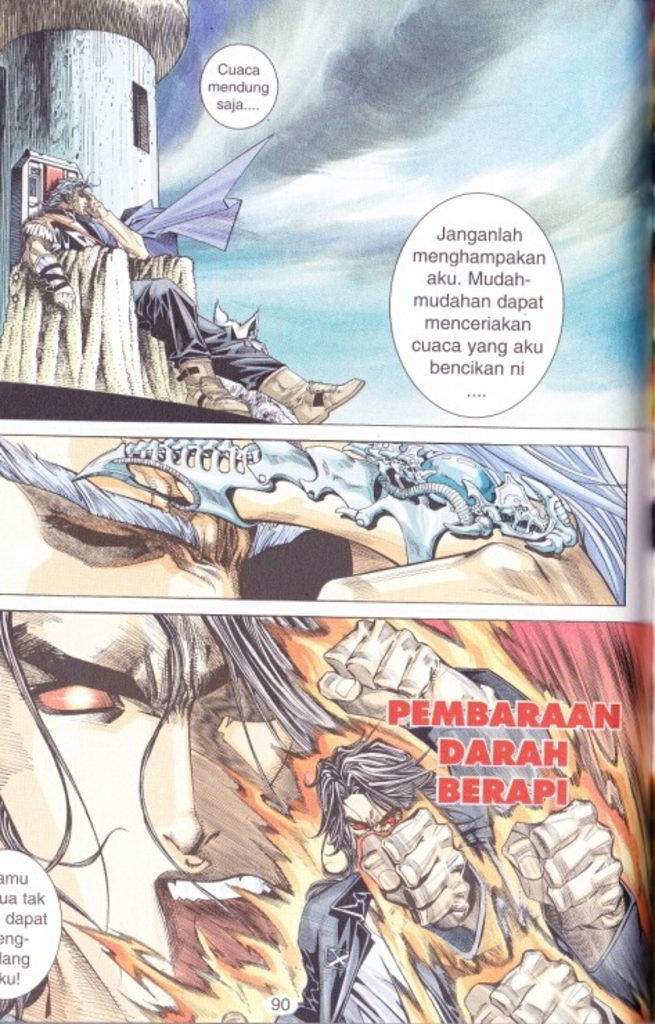 Cuaca
mendung
saja....
Janganlah
menghampakan
aku. Mudah-
mudahan dapat
menceriakan
cuaca yang aku
bencikan ni
....
PEMBARAAN
DARAH
BERAPI
amu
ua tak
dapat
eng-
lang
ku!
90